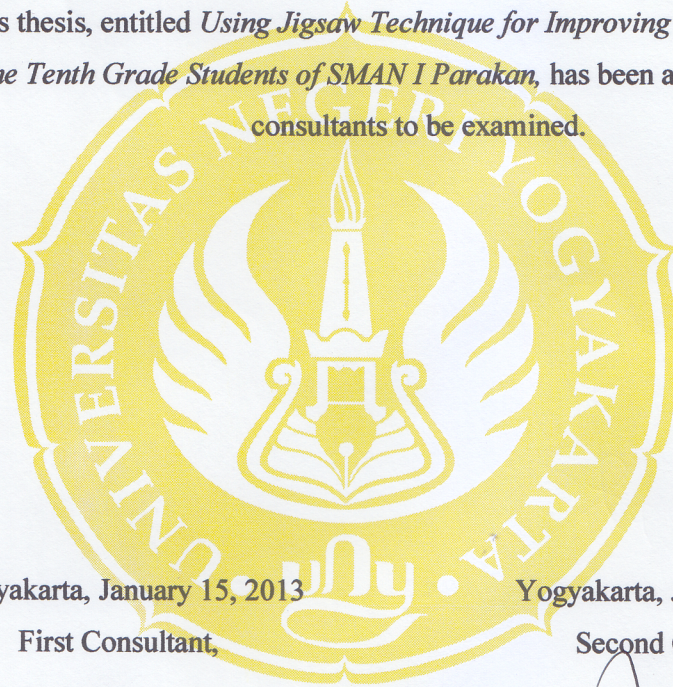 s thesis, entitled Using Jigsaw Technique for Improving
ne Tenth Grade Students of SMAN I Parakan, has been a
consultants to be examined.
UNIVERSITAS NEGERI YOGYAKARTA
uny
yakarta, January 15, 2013 Yogyakarta, J
First Consultant, Second